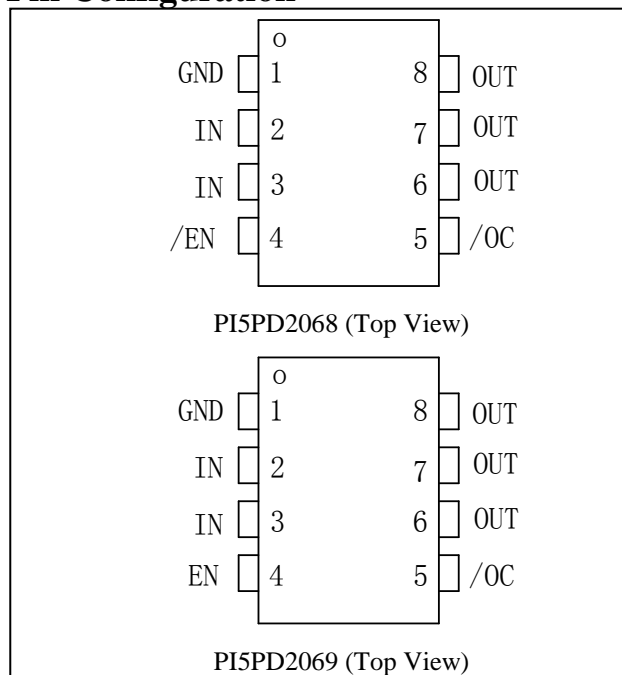 o
GND 1 8 OUT
IN 2 7 OUT
IN 3 6 OUT
/EN 4 5 /OC
PI5PD2068 (Top View)
o
GND 1 8 OUT
IN 2 7 OUT
IN 3 6 OUT
EN 4 5 /OC
PI5PD2069 (Top View)